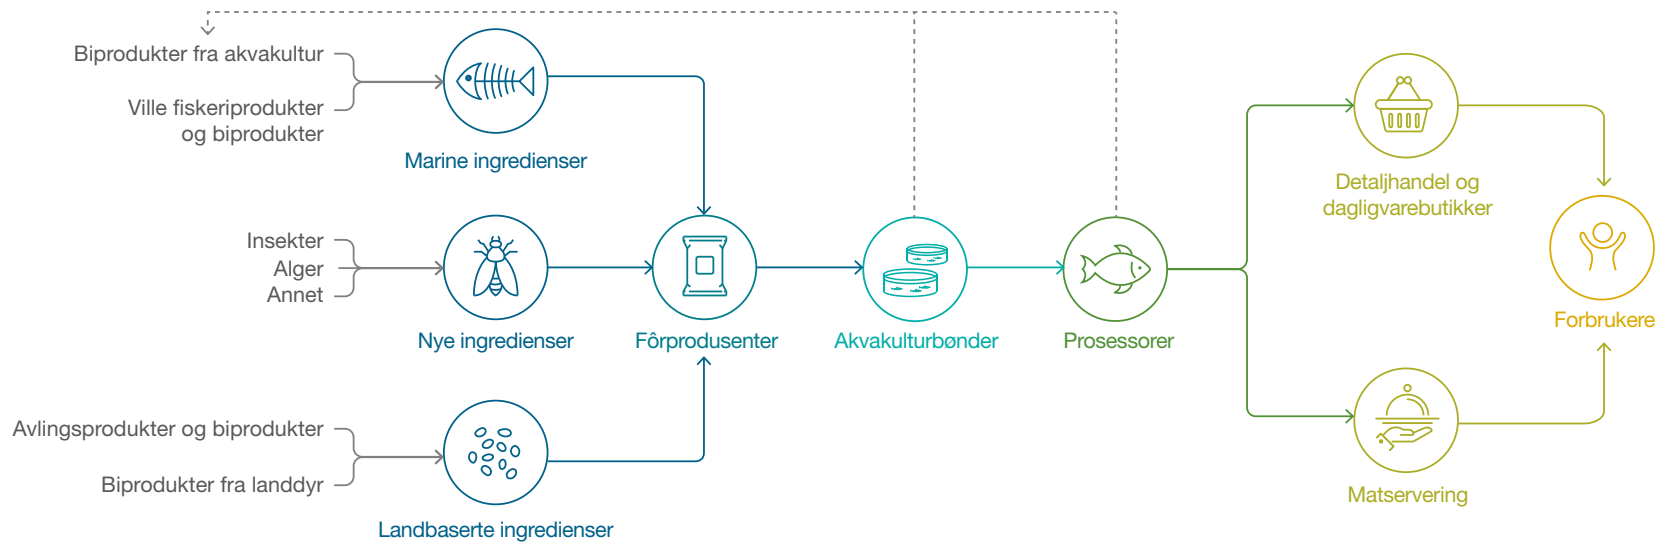 Biprodukter fra akvakultur
Ville fiskeriprodukter
og biprodukter
Marine ingredienser
Insekter
Alger
Annet
Nye ingredienser
Avlingsprodukter og biprodukter
Biprodukter fra landdyr
Landbaserte ingredienser
Fôrprodusenter
Akvakulturbønder
Prosessorer
Detaljhandel og
dagligvarebutikker
Matservering
Forbrukere